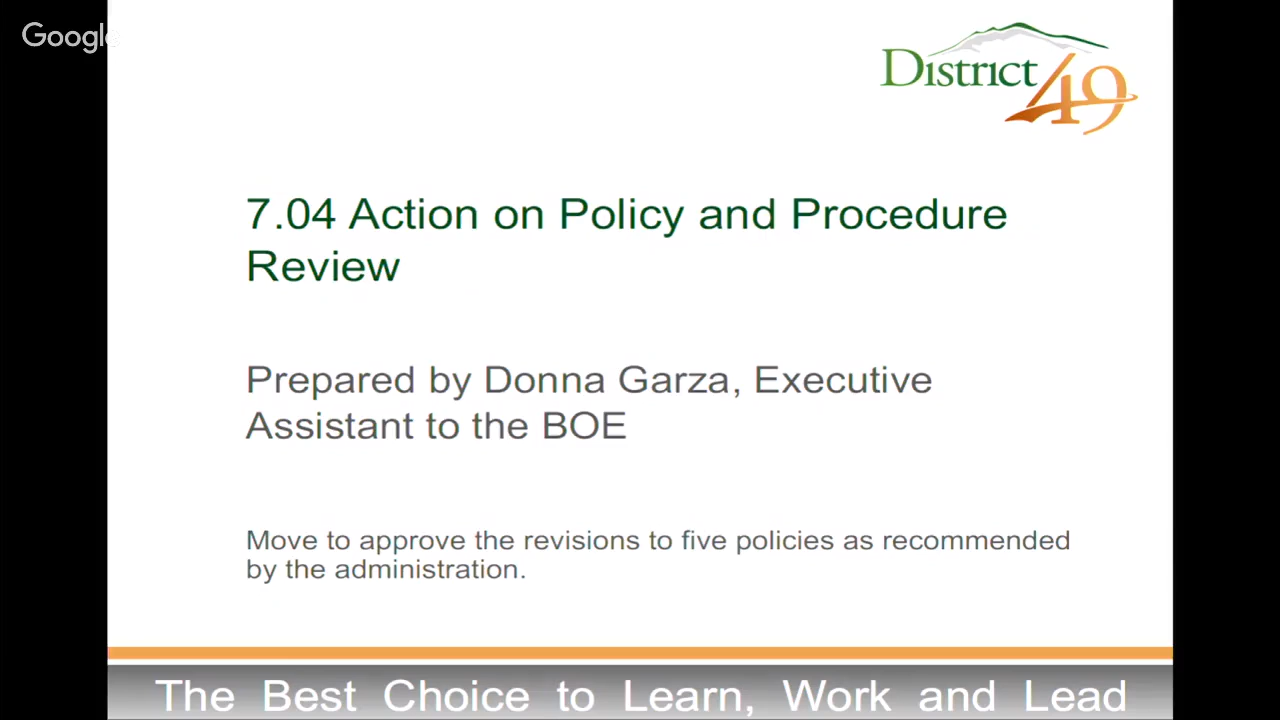 Google
District 49
7.04 Action on Policy and Procedure
Review
Prepared by Donna Garza, Executive
Assistant to the BOE
Move to approve the revisions to five policies as recommended
by the administration.
The Best Choice to Learn, Work and Lead